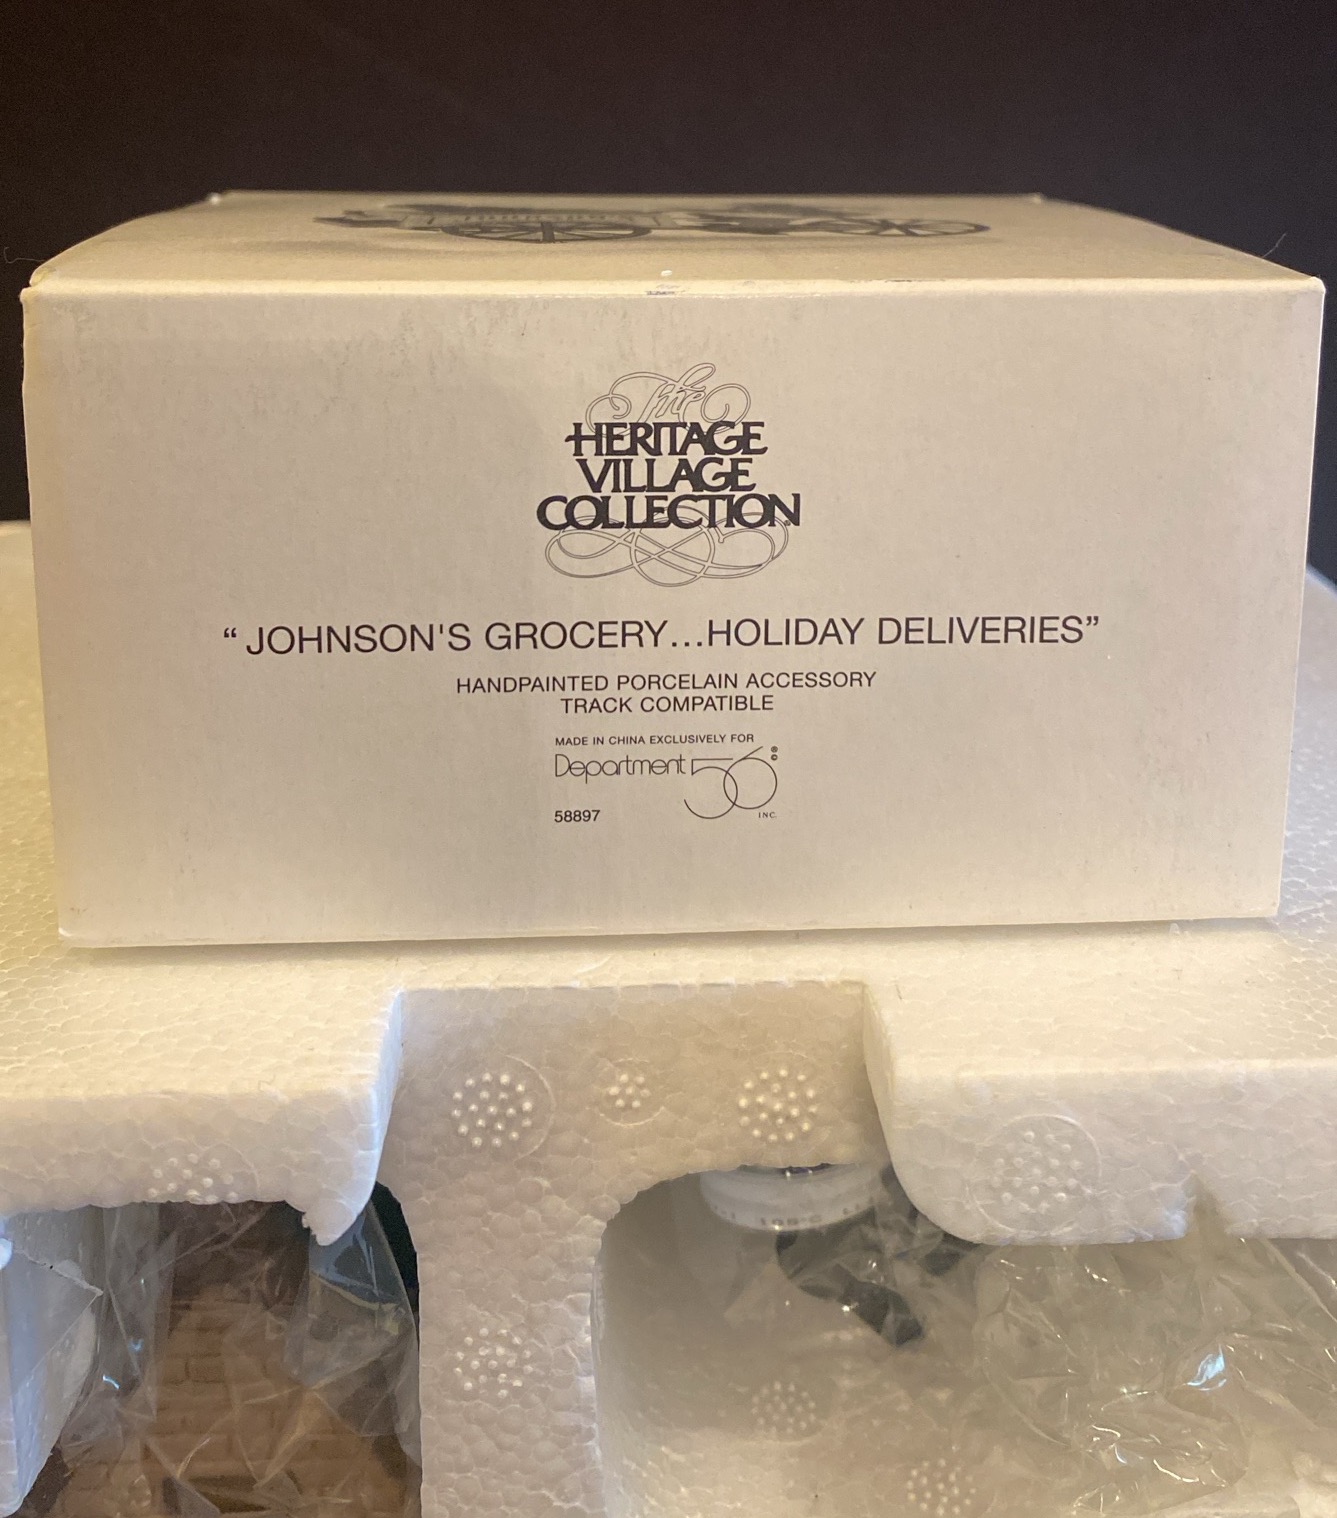 The
HERITAGE
VILLAGE
COLLECTION®
“JOHNSON'S GROCERY...HOLIDAY DELIVERIES”
HANDPAINTED PORCELAIN ACCESSORY
TRACK COMPATIBLE
MADE IN CHINA EXCLUSIVELY FOR
Department 56®©
58897
INC.